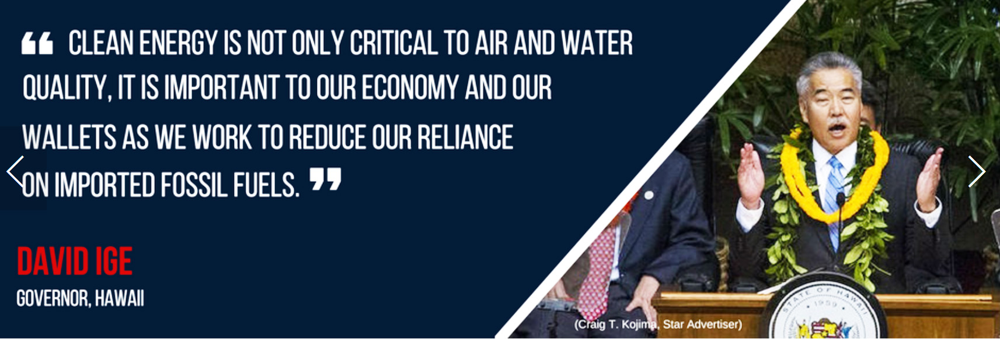 “ CLEAN ENERGY IS NOT ONLY CRITICAL TO AIR AND WATER
QUALITY, IT IS IMPORTANT TO OUR ECONOMY AND OUR
WALLETS AS WE WORK TO REDUCE OUR RELIANCE
ON IMPORTED FOSSIL FUELS. ”
DAVID IGE
GOVERNOR, HAWAII
(Craig T. Kojima, Star Advertiser)
STATE OF HAWAII
1959